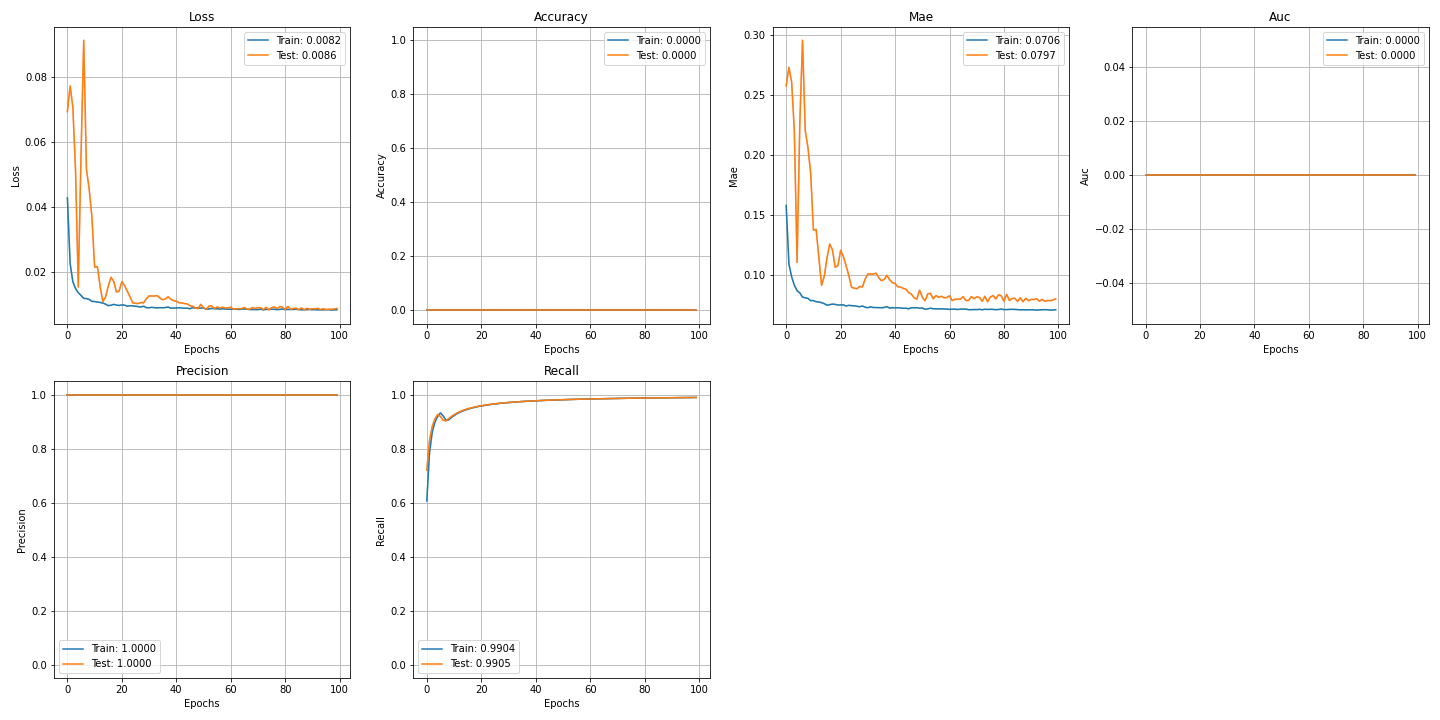 Loss
Train: 0.0082
Test: 0.0086
0.08
0.06
0.04
0.02
Loss
0 20 40 60 80 100
Epochs
Accuracy
Train: 0.0000
Test: 0.0000
1.0
0.8
0.6
0.4
0.2
0.0
Accuracy
0 20 40 60 80 100
Epochs
Mae
Train: 0.0706
Test: 0.0797
0.30
0.25
0.20
0.15
0.10
Mae
0 20 40 60 80 100
Epochs
Auc
Train: 0.0000
Test: 0.0000
0.04
0.02
0.00
−0.02
−0.04
Auc
0 20 40 60 80 100
Epochs
Precision
1.0
0.8
0.6
0.4
0.2
0.0
Precision
Train: 1.0000
Test: 1.0000
0 20 40 60 80 100
Epochs
Recall
1.0
0.8
0.6
0.4
0.2
0.0
Recall
Train: 0.9904
Test: 0.9905
0 20 40 60 80 100
Epochs